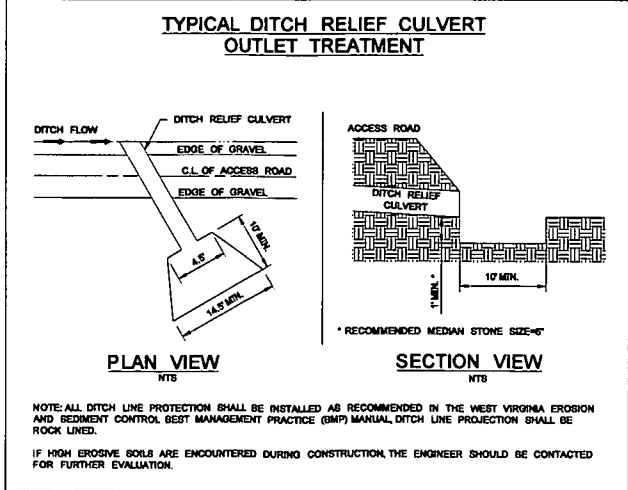 TYPICAL DITCH RELIEF CULVERT
OUTLET TREATMENT
DITCH FLOW
DITCH RELIEF CULVERT
EDGE OF GRAVEL
C.L. OF ACCESS ROAD
EDGE OF GRAVEL
10' MIN.
4.5'
14.5' MIN.
PLAN VIEW
NTS
ACCESS ROAD
DITCH RELIEF
CULVERT
1' MIN. *
10' MIN.
* RECOMMENDED MEDIAN STONE SIZE=6"
SECTION VIEW
NTS
NOTE: ALL DITCH LINE PROTECTION SHALL BE INSTALLED AS RECOMMENDED IN THE WEST VIRGINIA EROSION
AND SEDIMENT CONTROL BEST MANAGEMENT PRACTICE (BMP) MANUAL, DITCH LINE PROJECTION SHALL BE
ROCK LINED.
IF HIGH EROSIVE SOILS ARE ENCOUNTERED DURING CONSTRUCTION, THE ENGINEER SHOULD BE CONTACTED
FOR FURTHER EVALUATION.